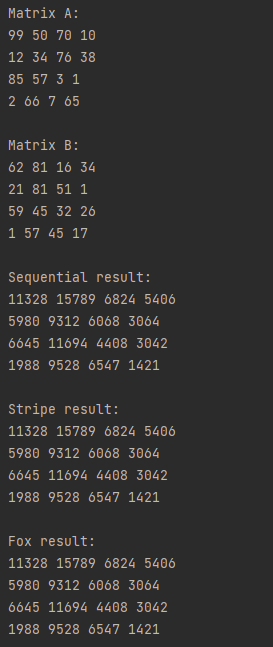 Matrix A:
99 50 70 10
12 34 76 38
85 57 3 1
2 66 7 65
Matrix B:
62 81 16 34
21 81 51 1
59 45 32 26
1 57 45 17
Sequential result:
11328 15789 6824 5406
5980 9312 6068 3064
6645 11694 4408 3042
1988 9528 6547 1421
Stripe result:
11328 15789 6824 5406
5980 9312 6068 3064
6645 11694 4408 3042
1988 9528 6547 1421
Fox result:
11328 15789 6824 5406
5980 9312 6068 3064
6645 11694 4408 3042
1988 9528 6547 1421